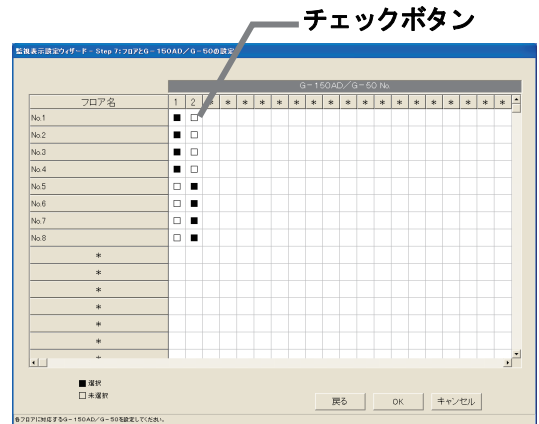 チェックボタン
監視表示設定ウィザード - Step 7:フロアとG-150AD/G-50の設定
G-150AD/G-50 No.
フロア名 1 2 * * * * * * * * * * * * * * * * * *
No.1 ■ □
No.2 ■ □
No.3 ■ □
No.4 ■ □
No.5 □ ■
No.6 □ ■
No.7 □ ■
No.8 □ ■
*
*
*
*
*
*
*
■ 選択
□ 未選択
戻る OK キャンセル
各フロアに対応するG-150AD/G-50を設定してください。